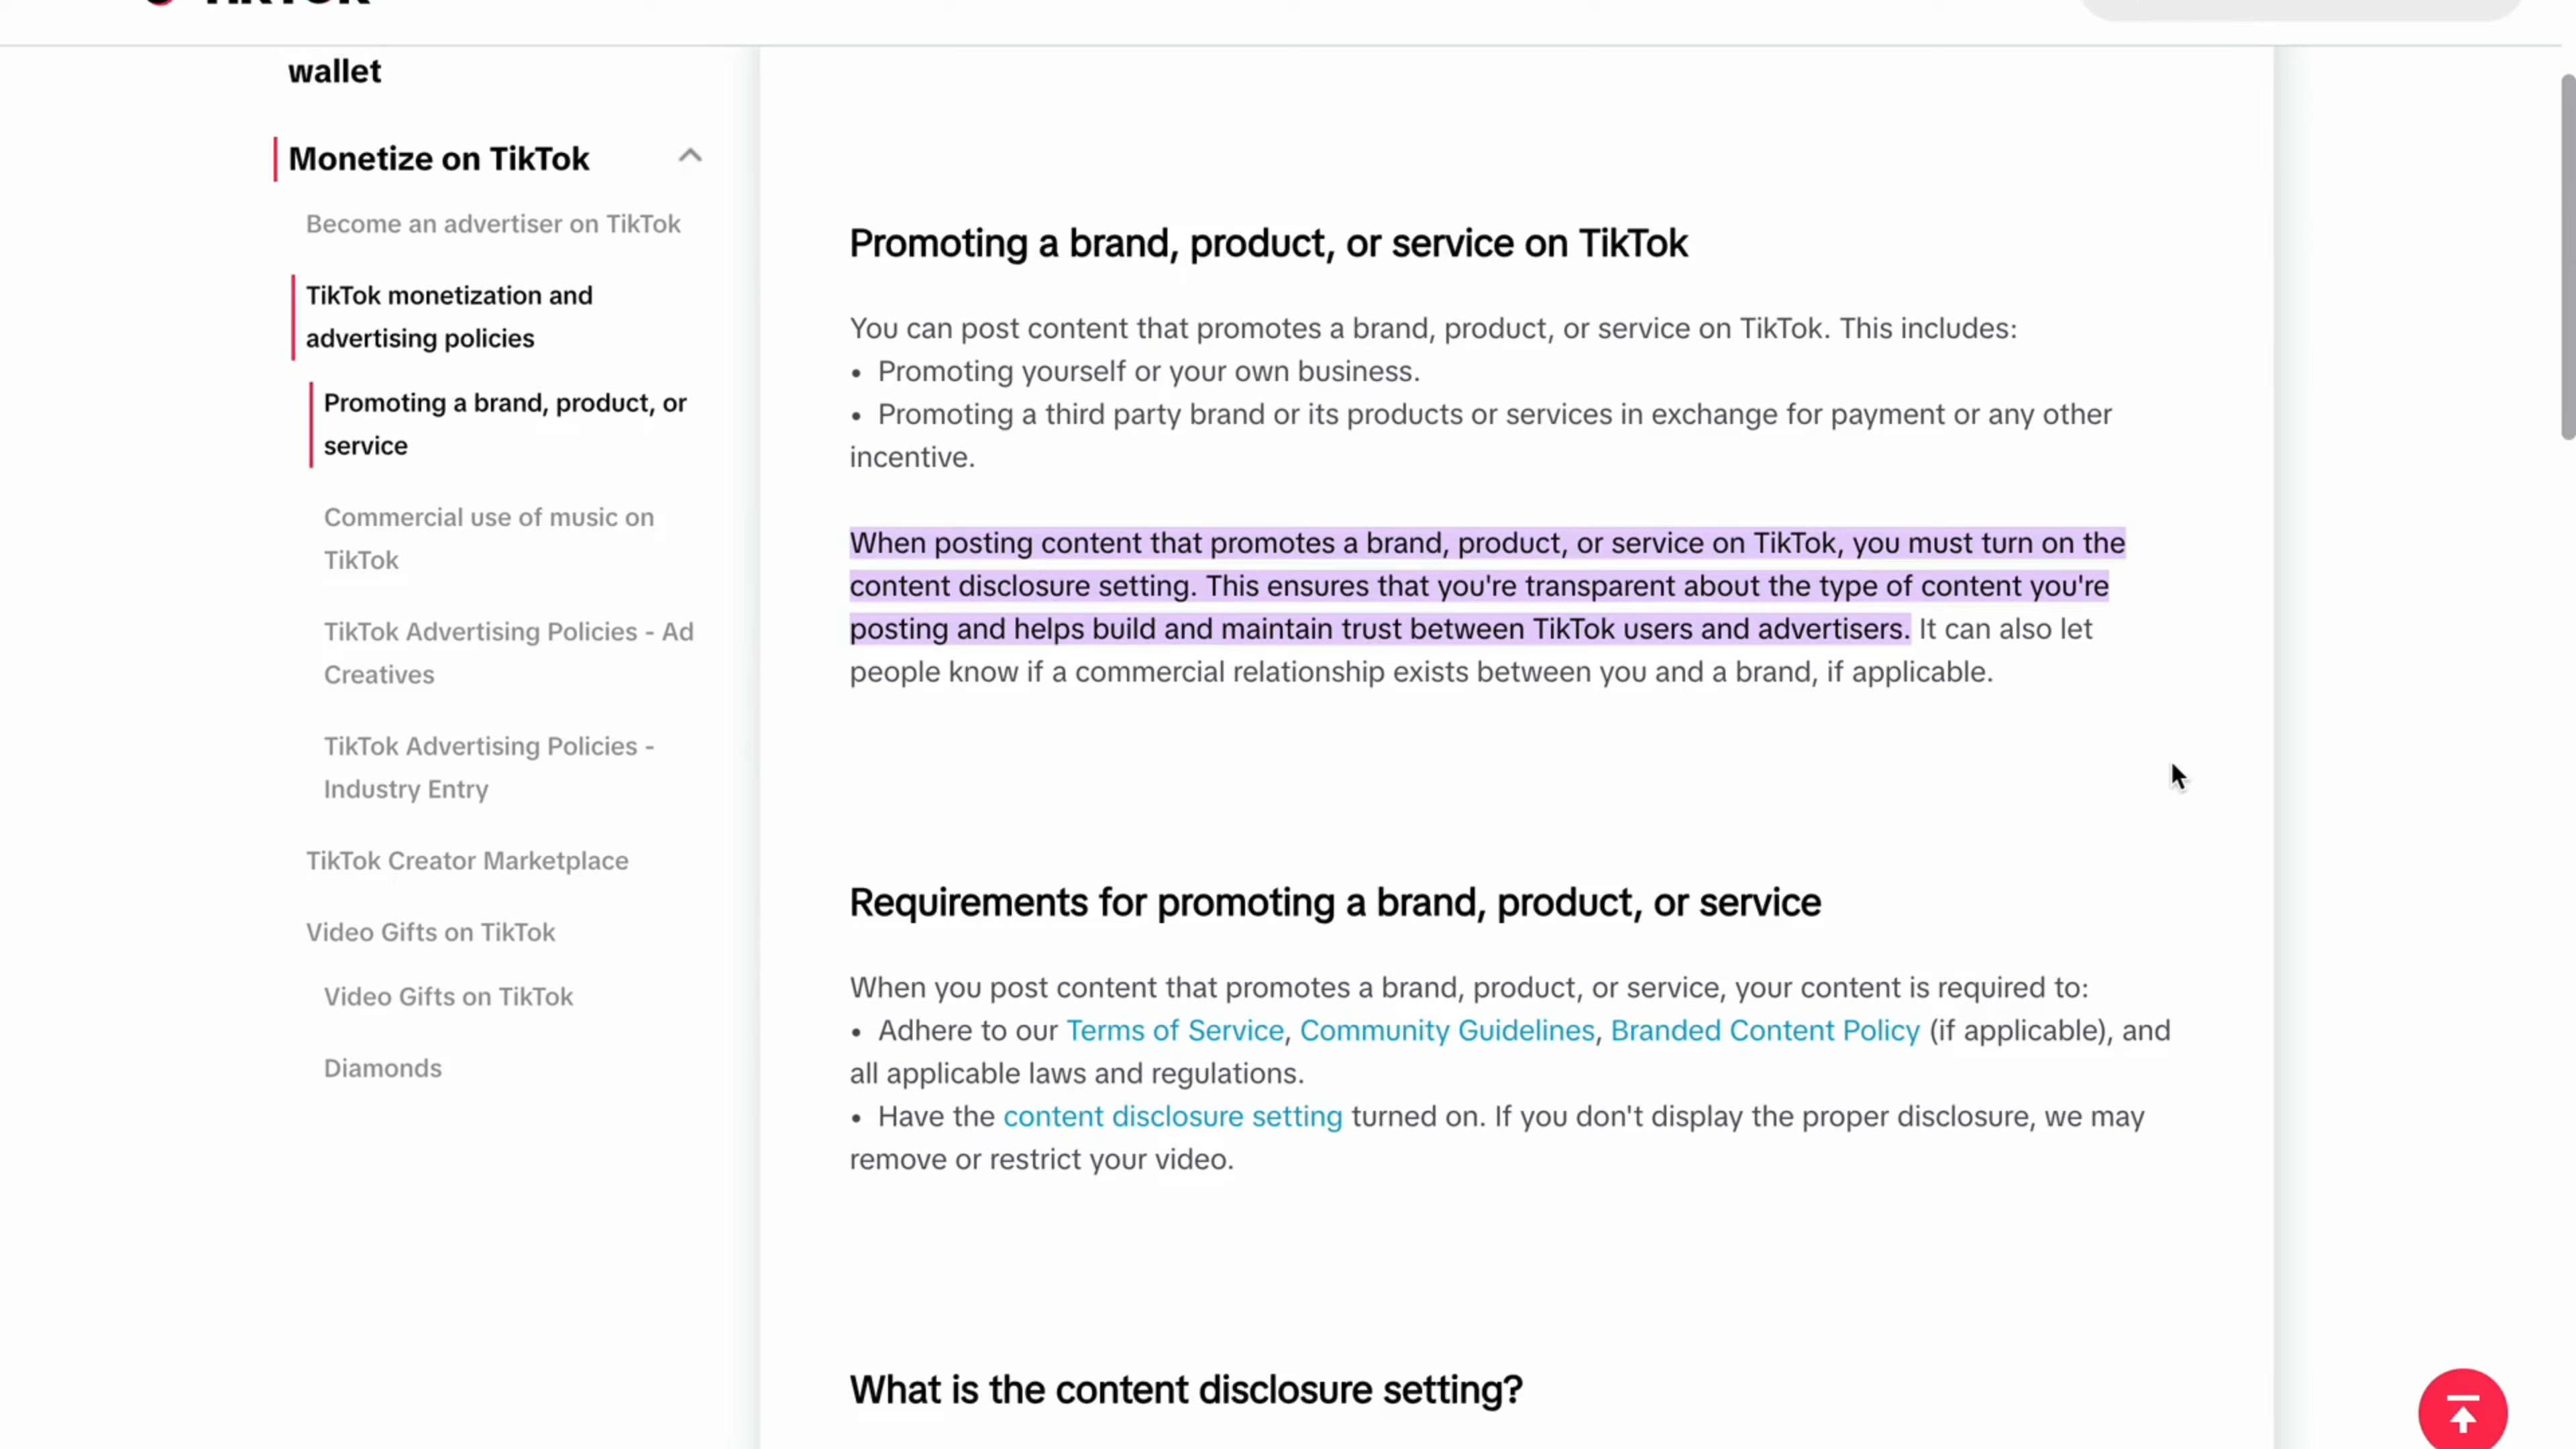 wallet
Monetize on TikTok
Become an advertiser on TikTok
TikTok monetization and
advertising policies
Promoting a brand, product, or
service
Commercial use of music on
TikTok
TikTok Advertising Policies - Ad
Creatives
TikTok Advertising Policies -
Industry Entry
TikTok Creator Marketplace
Video Gifts on TikTok
Video Gifts on TikTok
Diamonds
Promoting a brand, product, or service on TikTok
You can post content that promotes a brand, product, or service on TikTok. This includes:
• Promoting yourself or your own business.
• Promoting a third party brand or its products or services in exchange for payment or any other
incentive.
When posting content that promotes a brand, product, or service on TikTok, you must turn on the
content disclosure setting. This ensures that you're transparent about the type of content you're
posting and helps build and maintain trust between TikTok users and advertisers. It can also let
people know if a commercial relationship exists between you and a brand, if applicable.
Requirements for promoting a brand, product, or service
When you post content that promotes a brand, product, or service, your content is required to:
• Adhere to our Terms of Service, Community Guidelines, Branded Content Policy (if applicable), and
all applicable laws and regulations.
• Have the content disclosure setting turned on. If you don't display the proper disclosure, we may
remove or restrict your video.
What is the content disclosure setting?